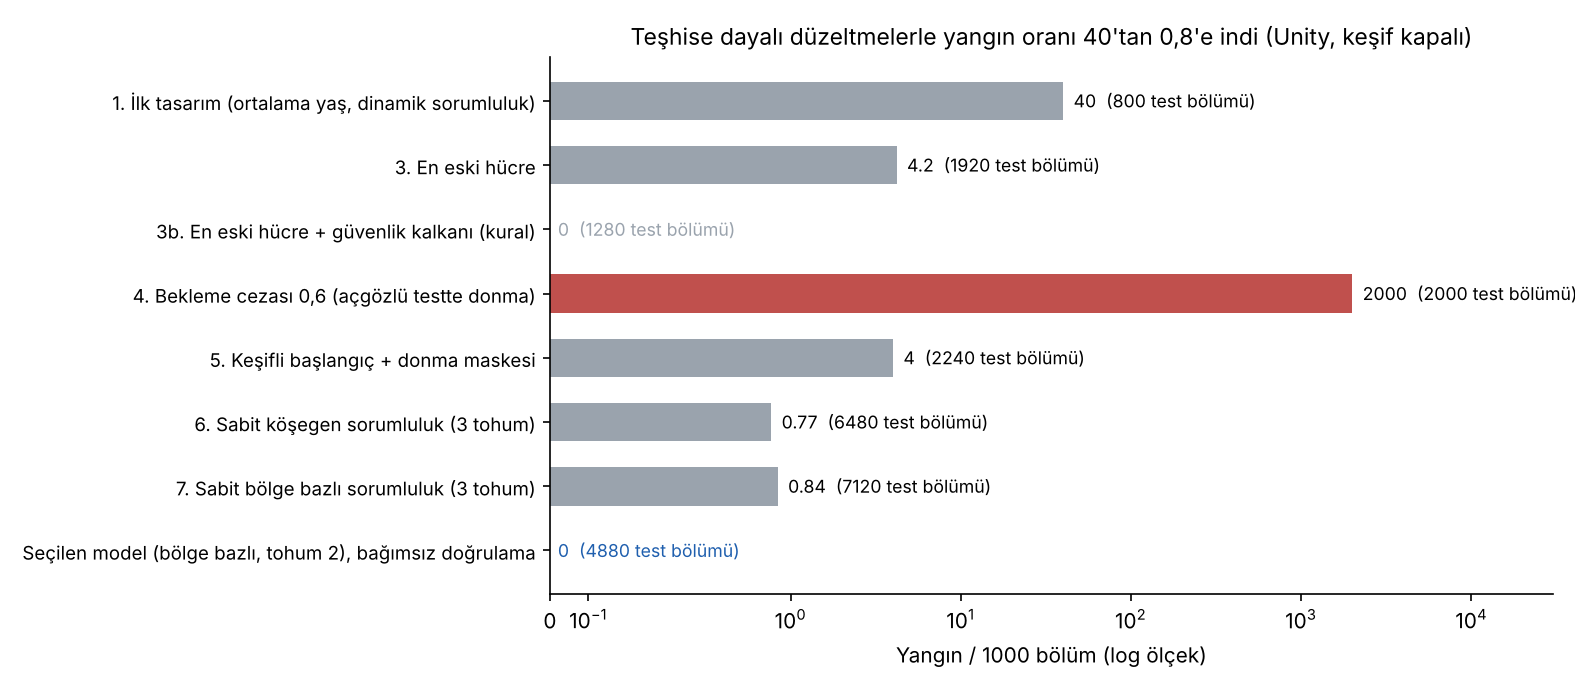 Teşhise dayalı düzeltmelerle yangın oranı 40'tan 0,8'e indi (Unity, keşif kapalı)
1. İlk tasarım (ortalama yaş, dinamik sorumluluk) 40 (800 test bölümü)
3. En eski hücre 4.2 (1920 test bölümü)
3b. En eski hücre + güvenlik kalkanı (kural) 0 (1280 test bölümü)
4. Bekleme cezası 0,6 (açgözlü testte donma) 2000 (2000 test bölümü)
5. Keşifli başlangıç + donma maskesi 4 (2240 test bölümü)
6. Sabit köşegen sorumluluk (3 tohum) 0.77 (6480 test bölümü)
7. Sabit bölge bazlı sorumluluk (3 tohum) 0.84 (7120 test bölümü)
Seçilen model (bölge bazlı, tohum 2), bağımsız doğrulama 0 (4880 test bölümü)
0 10⁻¹ 10⁰ 10¹ 10² 10³ 10⁴
Yangın / 1000 bölüm (log ölçek)